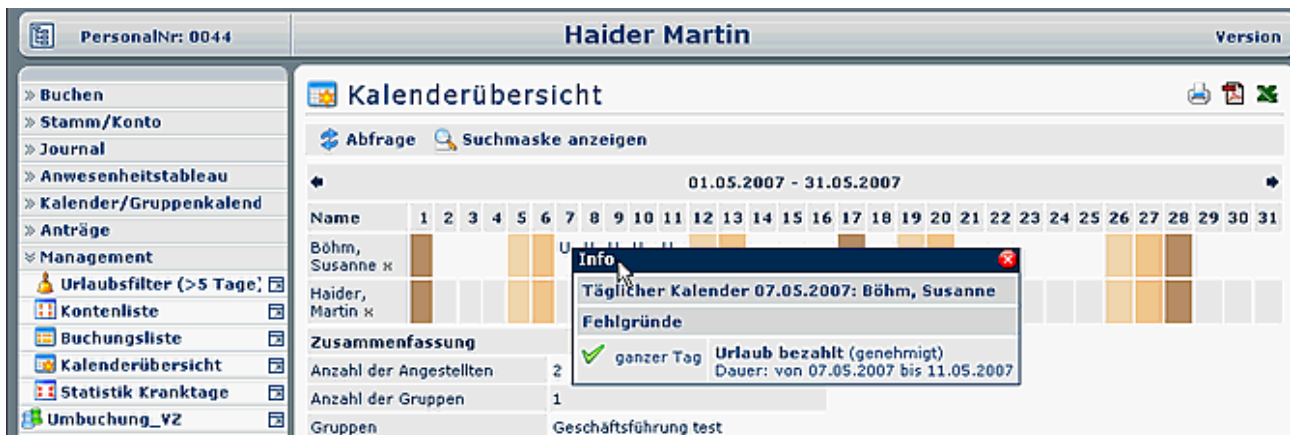 PersonalNr: 0044
Haider Martin
Version
» Buchen
» Stamm/Konto
» Journal
» Anwesenheitstableau
» Kalender/Gruppenkalend
» Anträge
Management
Urlaubsfilter (>5 Tage)
Kontenliste
Buchungsliste
Kalenderübersicht
Statistik Kranktage
Umbuchung_V2
Kalenderübersicht
Abfrage Suchmaske anzeigen
01.05.2007 - 31.05.2007
Name 1 2 3 4 5 6 7 8 9 10 11 12 13 14 15 16 17 18 19 20 21 22 23 24 25 26 27 28 29 30 31
Böhm,
Susanne x
U U U U U
Haider,
Martin x
Info
Täglicher Kalender 07.05.2007: Böhm, Susanne
Fehlgründe
ganzer Tag Urlaub bezahlt (genehmigt)
Dauer: von 07.05.2007 bis 11.05.2007
Zusammenfassung
Anzahl der Angestellten 2
Anzahl der Gruppen 1
Gruppen Geschäftsführung test